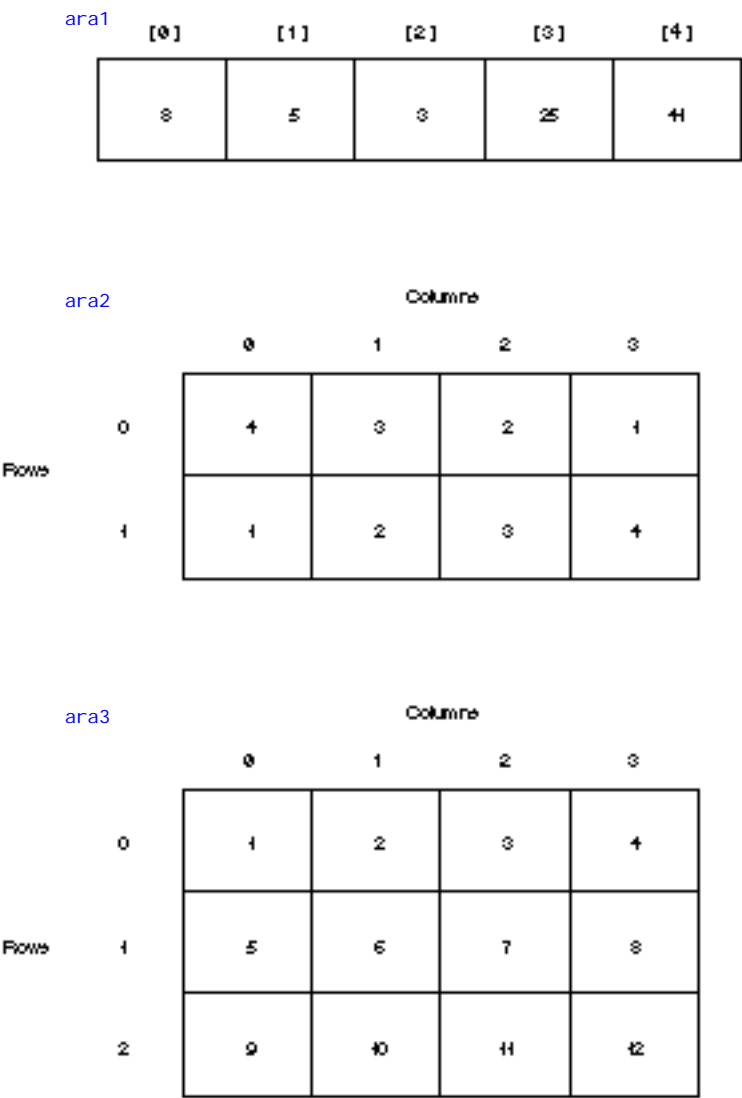 ara1
[0] [1] [2] [3] [4]
8 5 3 25 41
ara2
Columns
0 1 2 3
0 4 3 2 1
Rows
1 1 2 3 4
ara3
Columns
0 1 2 3
0 1 2 3 4
Rows 1 5 6 7 8
2 9 10 11 12